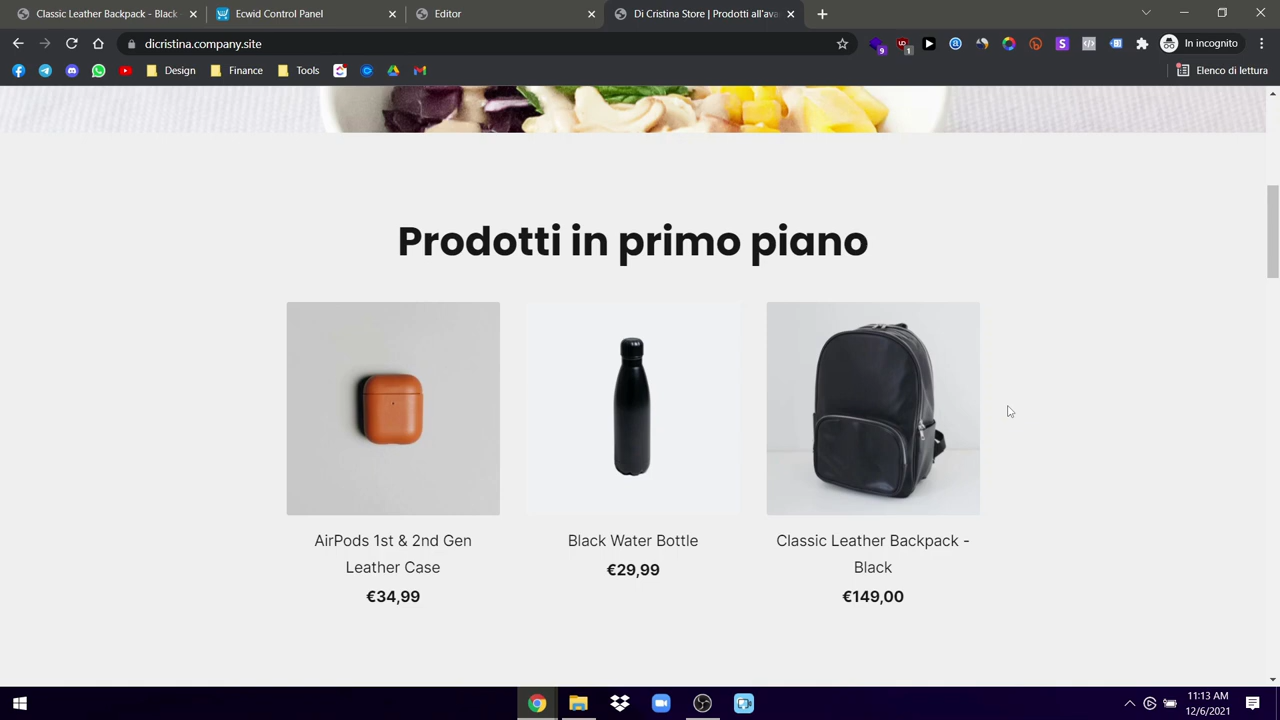 Classic Leather Backpack - Black
Ecwid Control Panel
Editor
Di Cristina Store | Prodotti all'ava
dicristina.company.site
9
1
In incognito
Design
Finance
Tools
Elenco di lettura
Prodotti in primo piano
AirPods 1st & 2nd Gen
Leather Case
€34,99
Black Water Bottle
€29,99
Classic Leather Backpack -
Black
€149,00
11:13 AM
12/6/2021